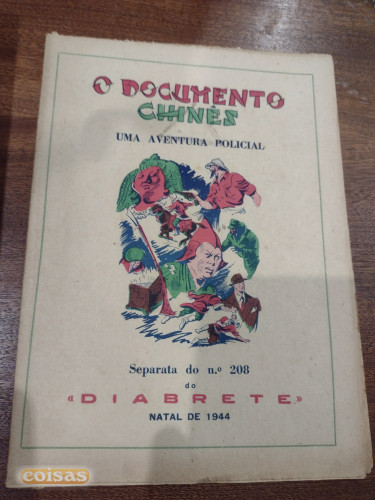 O DOCUMENTO
CHINÊS
UMA AVENTURA POLICIAL
Separata do n.º 208
do
«DIABRETE»
NATAL DE 1944
coisas